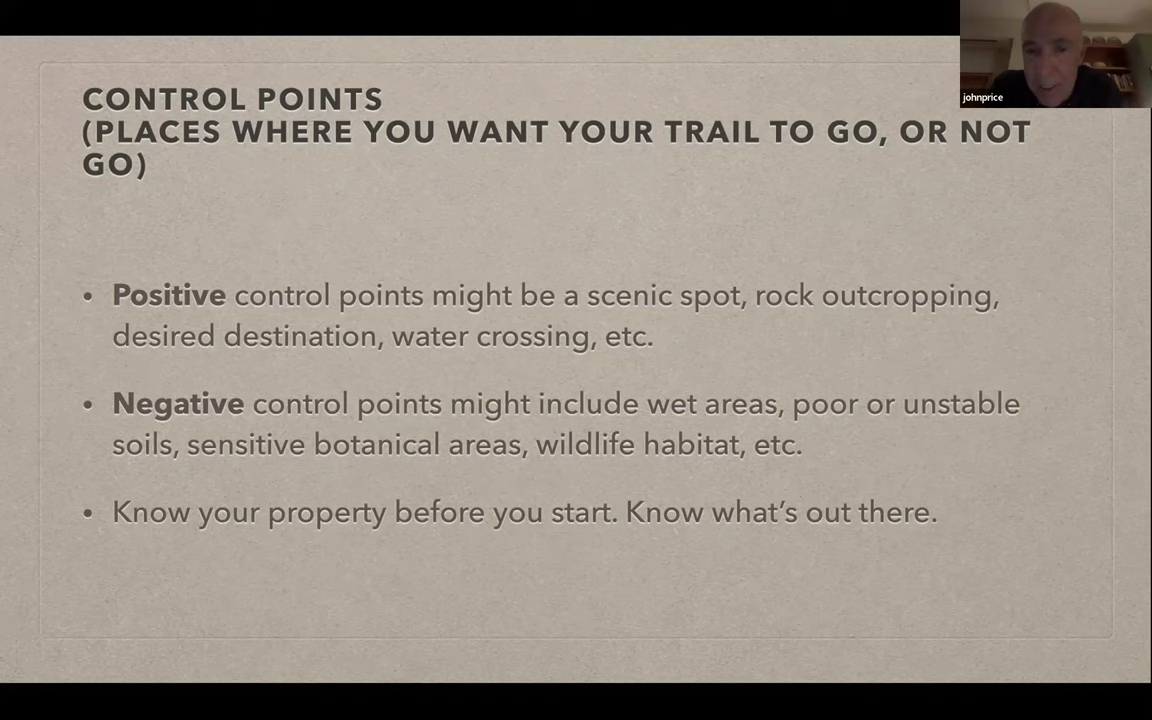 CONTROL POINTS
(PLACES WHERE YOU WANT YOUR TRAIL TO GO, OR NOT
GO)
johnprice
• Positive control points might be a scenic spot, rock outcropping,
desired destination, water crossing, etc.
• Negative control points might include wet areas, poor or unstable
soils, sensitive botanical areas, wildlife habitat, etc.
• Know your property before you start. Know what’s out there.